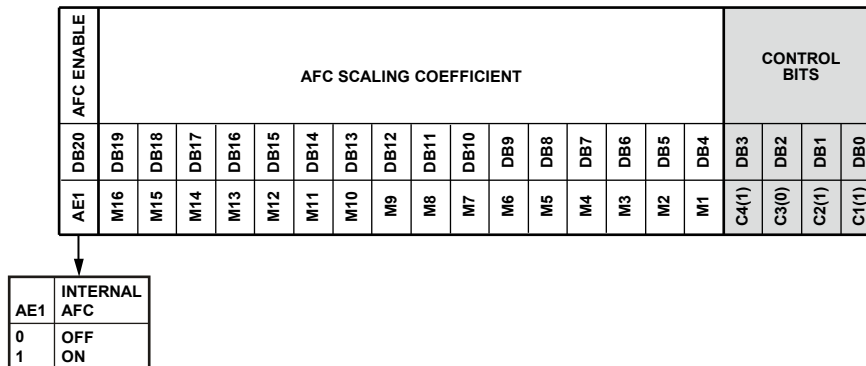 AFC ENABLE
AFC SCALING COEFFICIENT
CONTROL
BITS
DB20 DB19 DB18 DB17 DB16 DB15 DB14 DB13 DB12 DB11 DB10 DB9 DB8 DB7 DB6 DB5 DB4 DB3 DB2 DB1 DB0
AE1 M16 M15 M14 M13 M12 M11 M10 M9 M8 M7 M6 M5 M4 M3 M2 M1 C4(1) C3(0) C2(1) C1(1)
INTERNAL
AE1 AFC
0 OFF
1 ON